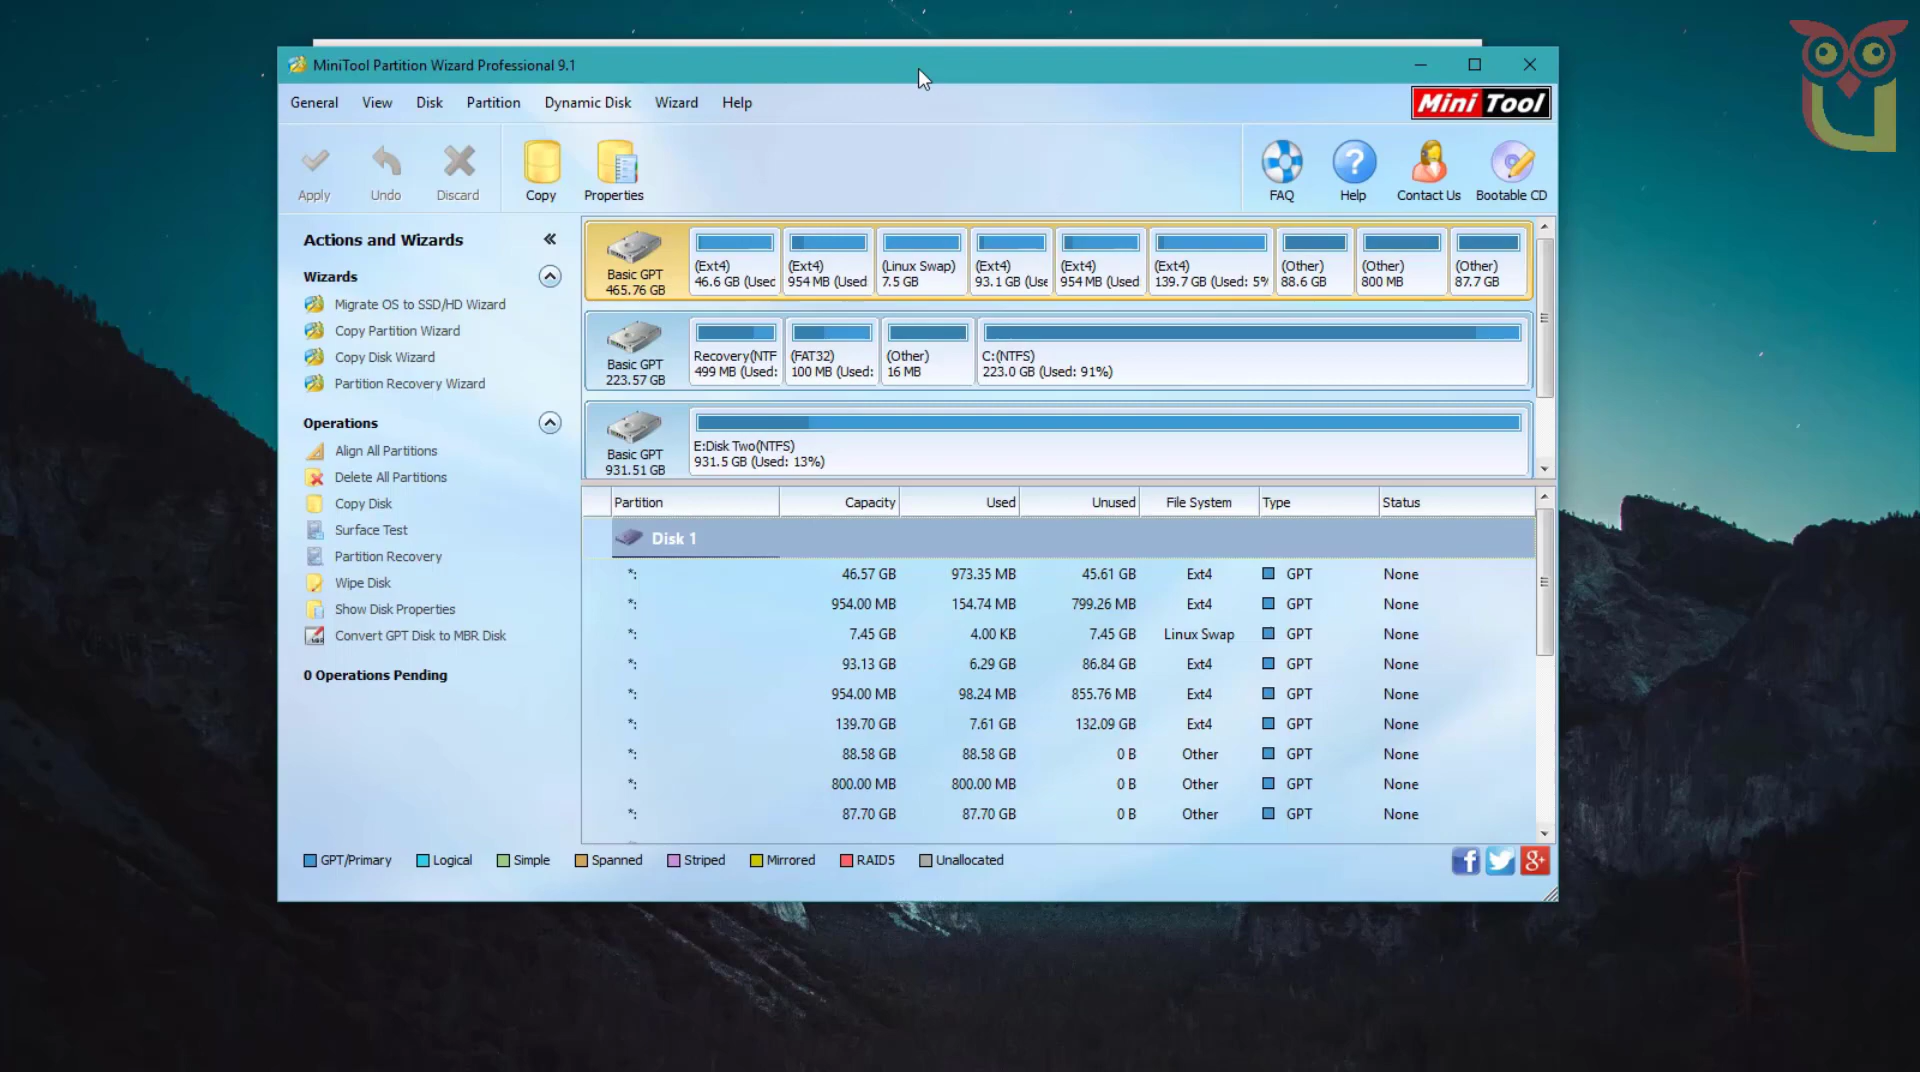 MiniTool Partition Wizard Professional 9.1
General View Disk Partition Dynamic Disk Wizard Help
Mini Tool
Apply Undo Discard Copy Properties FAQ Help Contact Us Bootable CD
Actions and Wizards
Wizards
Migrate OS to SSD/HD Wizard
Copy Partition Wizard
Copy Disk Wizard
Partition Recovery Wizard
Operations
Align All Partitions
Delete All Partitions
Copy Disk
Surface Test
Partition Recovery
Wipe Disk
Show Disk Properties
Convert GPT Disk to MBR Disk
0 Operations Pending
Basic GPT
465.76 GB
(Ext4)
46.6 GB (Usec
(Ext4)
954 MB (Used
(Linux Swap)
7.5 GB
(Ext4)
93.1 GB (Use
(Ext4)
954 MB (Used
(Ext4)
139.7 GB (Used: 5%
(Other)
88.6 GB
(Other)
800 MB
(Other)
87.7 GB
Basic GPT
223.57 GB
Recovery(NTF
499 MB (Used:
(FAT32)
100 MB (Used:
(Other)
16 MB
C:(NTFS)
223.0 GB (Used: 91%)
Basic GPT
931.51 GB
E:Disk Two(NTFS)
931.5 GB (Used: 13%)
Partition Capacity Used Unused File System Type Status
Disk 1
*: 46.57 GB 973.35 MB 45.61 GB Ext4 GPT None
*: 954.00 MB 154.74 MB 799.26 MB Ext4 GPT None
*: 7.45 GB 4.00 KB 7.45 GB Linux Swap GPT None
*: 93.13 GB 6.29 GB 86.84 GB Ext4 GPT None
*: 954.00 MB 98.24 MB 855.76 MB Ext4 GPT None
*: 139.70 GB 7.61 GB 132.09 GB Ext4 GPT None
*: 88.58 GB 88.58 GB 0 B Other GPT None
*: 800.00 MB 800.00 MB 0 B Other GPT None
*: 87.70 GB 87.70 GB 0 B Other GPT None
GPT/Primary Logical Simple Spanned Striped Mirrored RAID5 Unallocated